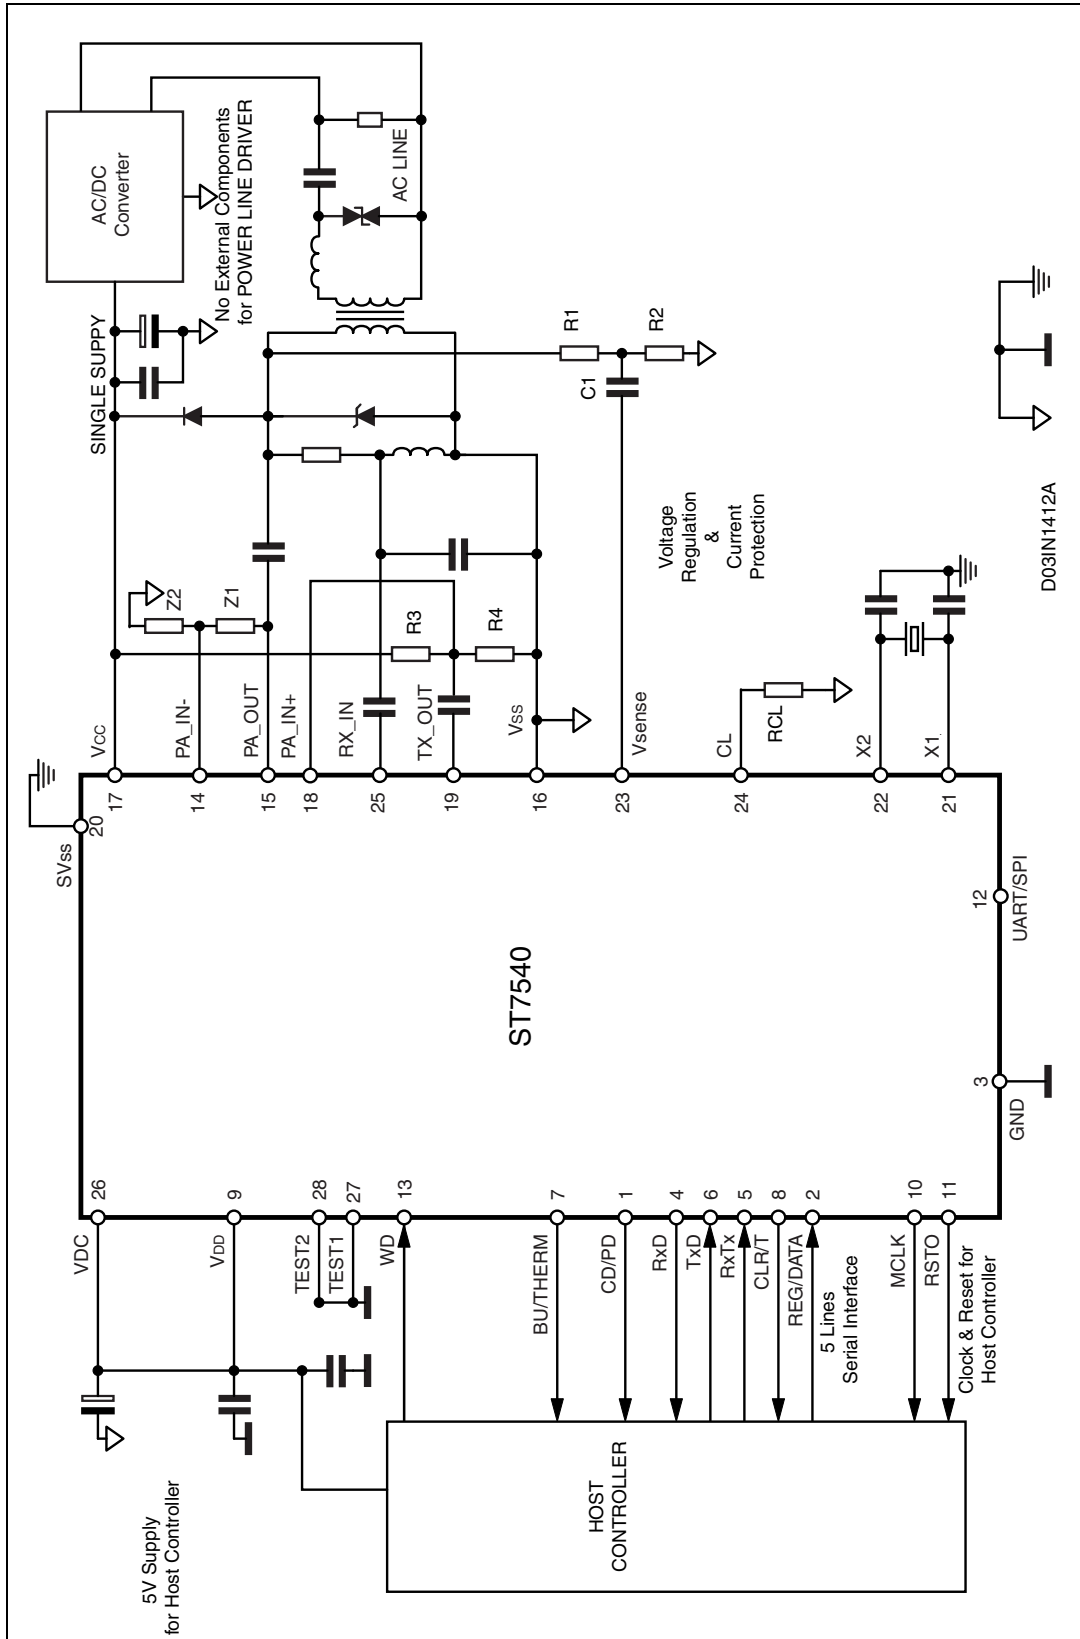 5V Supply
for Host Controller
AC/DC
Converter
SINGLE SUPPY
No External Components
for POWER LINE DRIVER
AC LINE
HOST
CONTROLLER
ST7540
VDC
26
VDD
9
TEST2
28
TEST1
27
WD
13
BU/THERM
7
CD/PD
1
RxD
4
TxD
6
RxTx
5
CLR/T
8
REG/DATA
2
5 Lines
Serial Interface
MCLK
10
RSTO
11
Clock & Reset for
Host Controller
GND
3
UART/SPI
12
SVss
20
17
Vcc
14
PA_IN-
15
PA_OUT
18
PA_IN+
25
RX_IN
19
TX_OUT
16
Vss
23
Vsense
24
CL
22
X2
21
X1
Z2
Z1
R3
R4
C1
R1
R2
RCL
Voltage
Regulation
&
Current
Protection
D03IN1412A